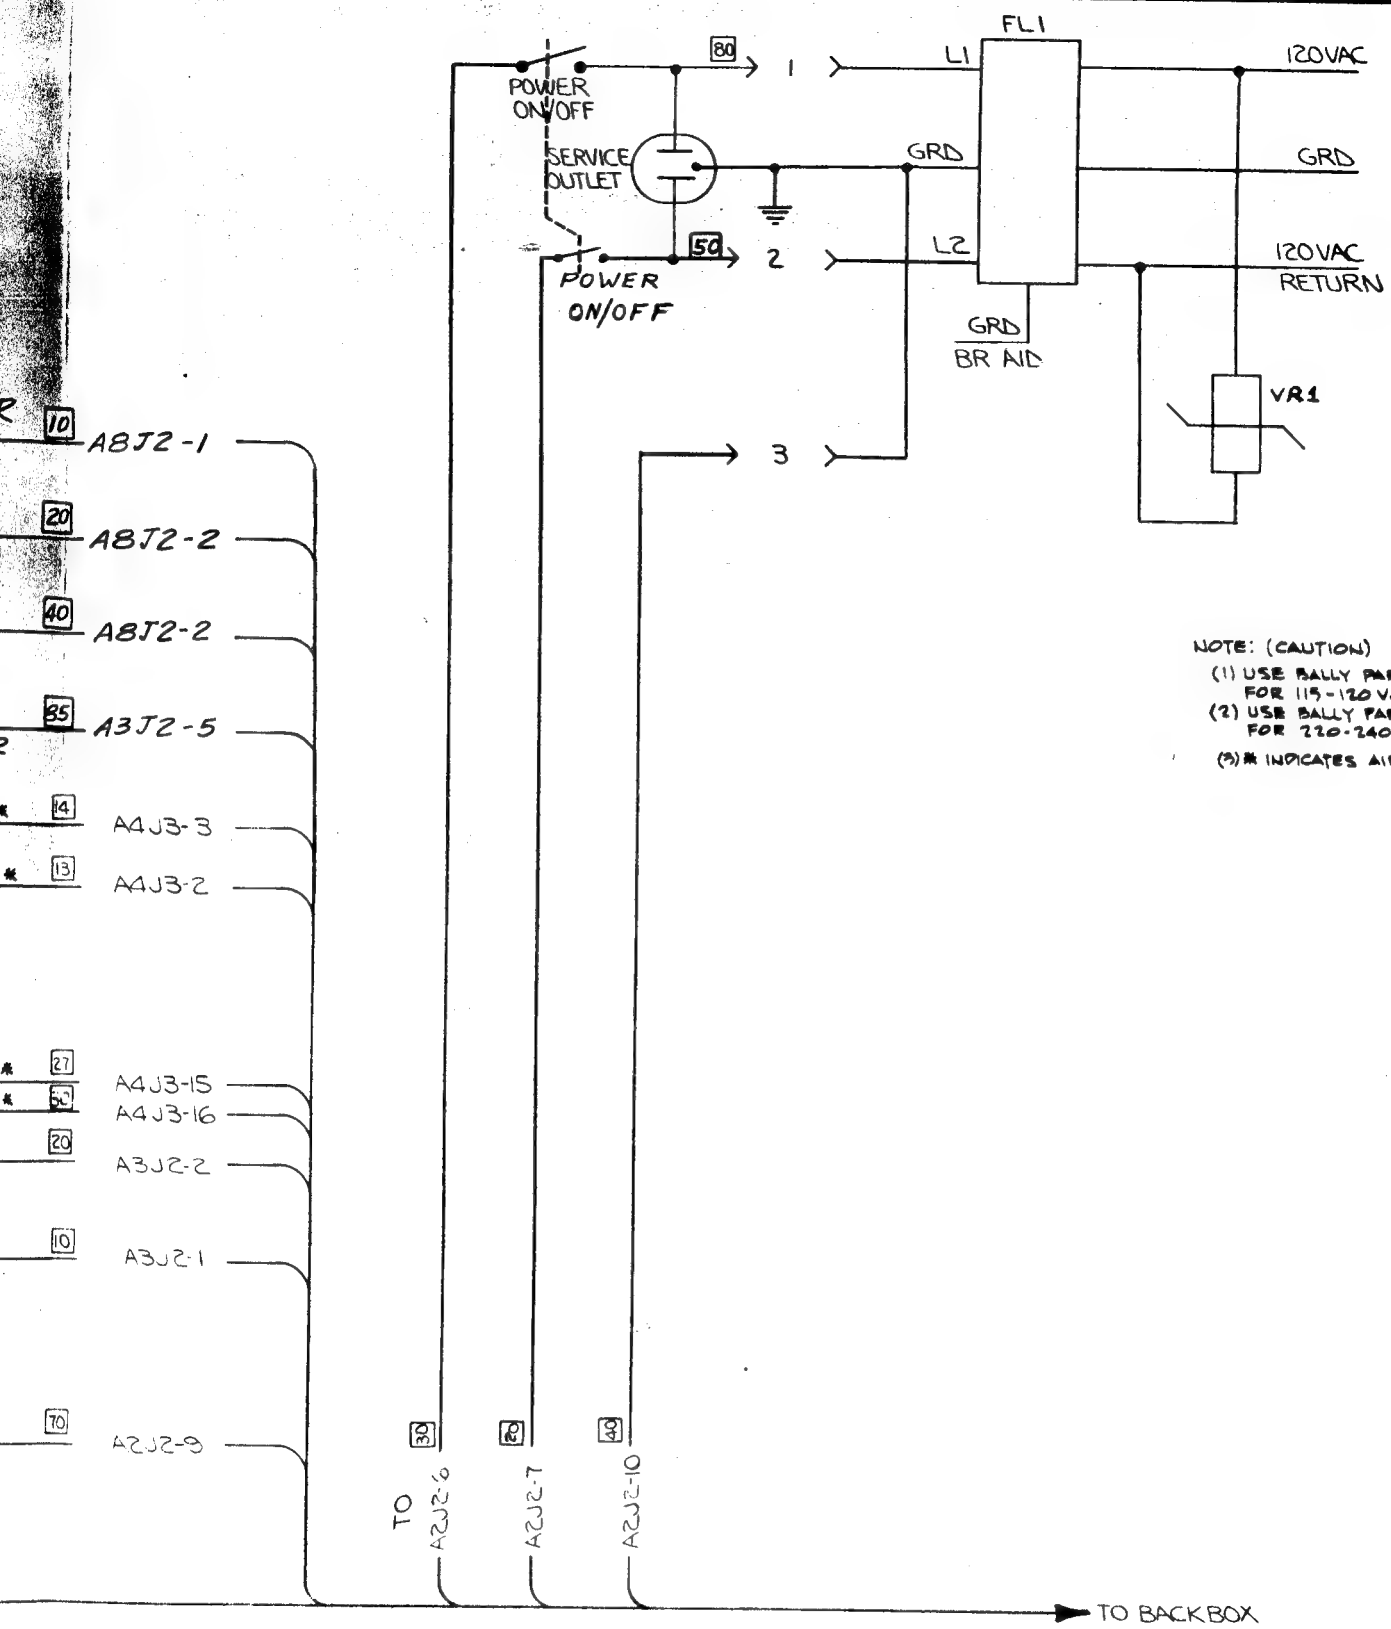 FL1
80
1
L1
120VAC
POWER
ON/OFF
SERVICE
OUTLET
GRD
GRD
50
2
L2
120VAC
RETURN
POWER
ON/OFF
GRD
BRAID
VR1
R
10
A8J2-1
3
20
A8J2-2
40
A8J2-2
NOTE: (CAUTION)
(1) USE BALLY PAR
FOR 115-120 V
(2) USE BALLY PAR
FOR 220-240
(3) * INDICATES
85
A3J2-5
2
* 14
A4J3-3
* 13
A4J3-2
* 27
A4J3-15
*
A4J3-16
20
A3J2-2
10
A3J2-1
70
A2J2-9
30
40
TO
A2J2-6
A2J2-7
A2J2-10
TO BACKBOX